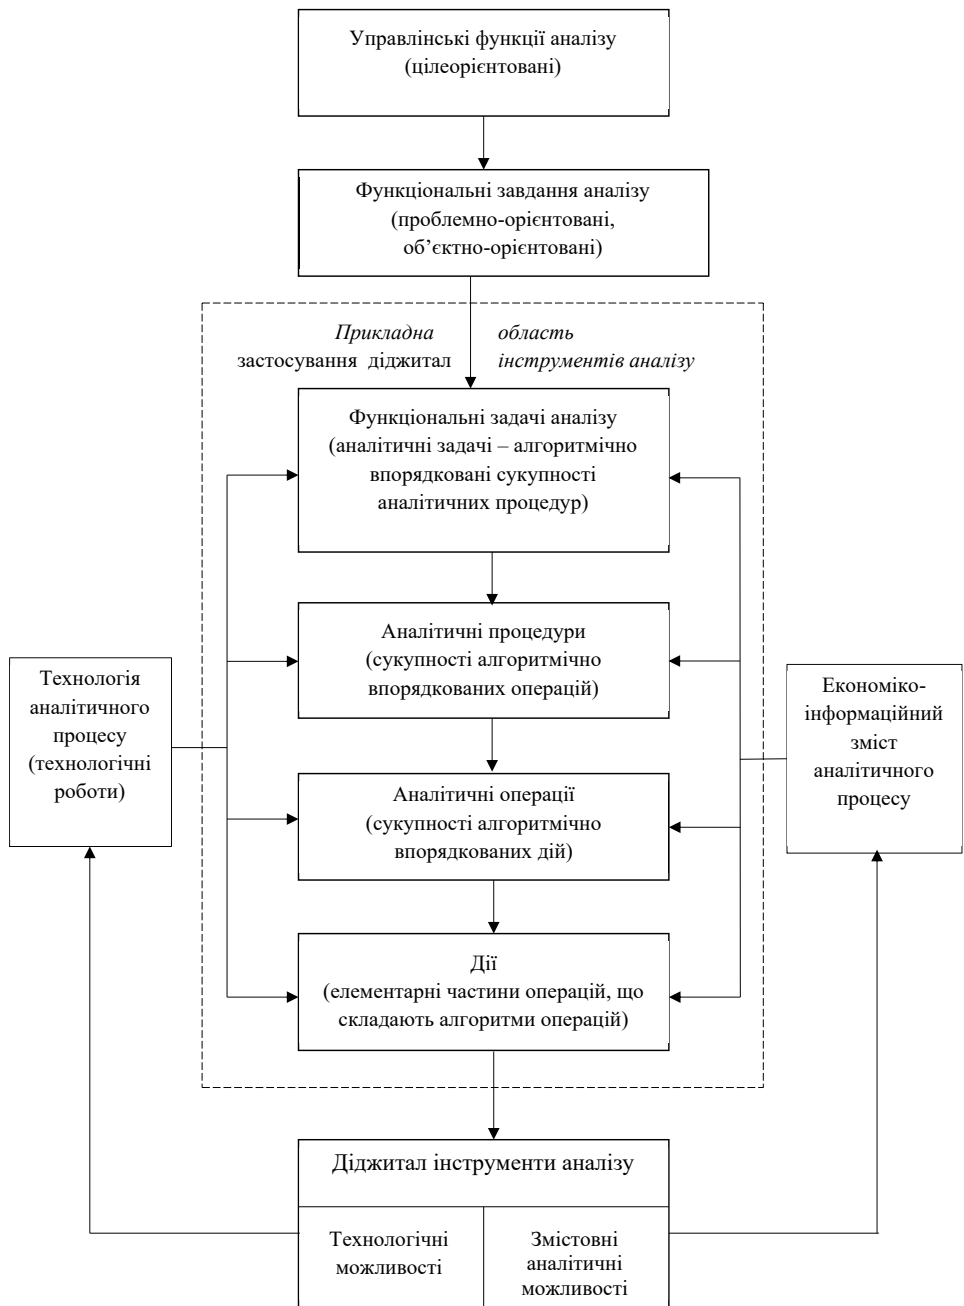 Управлінські функції аналізу
(цілеорієнтовані)
Функціональні завдання аналізу
(проблемно-орієнтовані,
об’єктно-орієнтовані)
Прикладна область
застосування діджитал інструментів аналізу
Функціональні задачі аналізу
(аналітичні задачі – алгоритмічно
впорядковані сукупності
аналітичних процедур)
Аналітичні процедури
(сукупності алгоритмічно
впорядкованих операцій)
Технологія
аналітичного
процесу
(технологічні
роботи)
Економіко-
інформаційний
зміст
аналітичного
процесу
Аналітичні операції
(сукупності алгоритмічно
впорядкованих дій)
Дії
(елементарні частини операцій, що
складають алгоритми операцій)
Діджитал інструменти аналізу
Технологічні
можливості
Змістовні
аналітичні
можливості